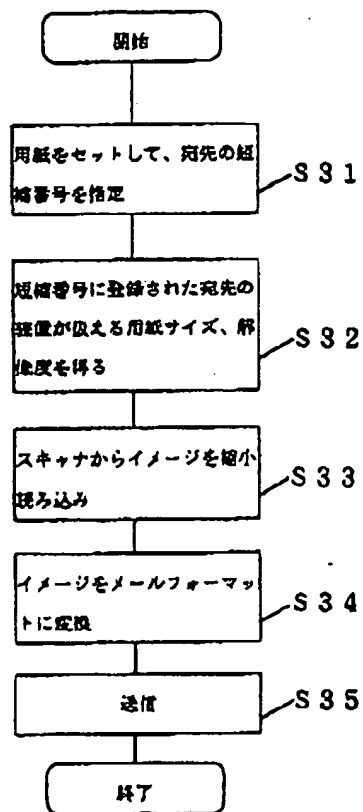 開始
用紙をセットして、宛先の短
縮番号を指定
S31
短縮番号に登録された宛先の
装置が扱える用紙サイズ、解
像度を得る
S32
スキャナからイメージを縮小
読み込み
S33
イメージをメールフォーマッ
トに変換
S34
送信
S35
終了